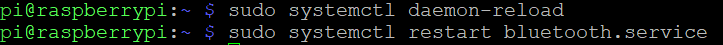 pi@raspberrypi:~ $ sudo systemctl daemon-reload
pi@raspberrypi:~ $ sudo systemctl restart bluetooth.service